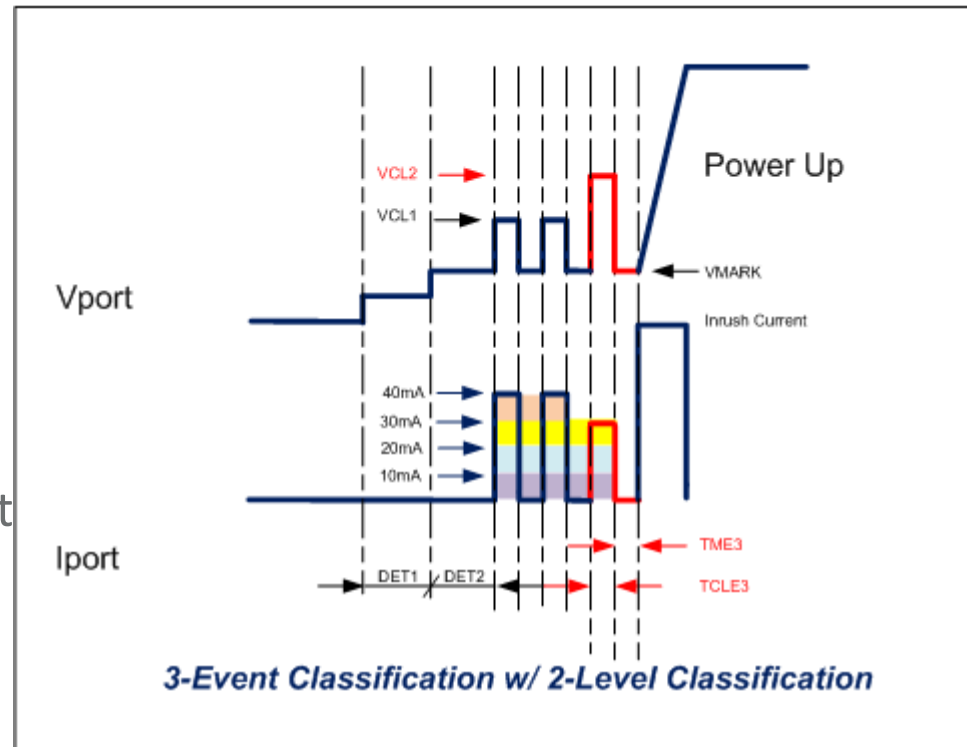 VCL2
Power Up
VCL1
VMARK
Vport
Inrush Current
40mA
30mA
20mA
10mA
t
Iport
TME3
DET1
DET2
TCLE3
3-Event Classification w/ 2-Level Classification